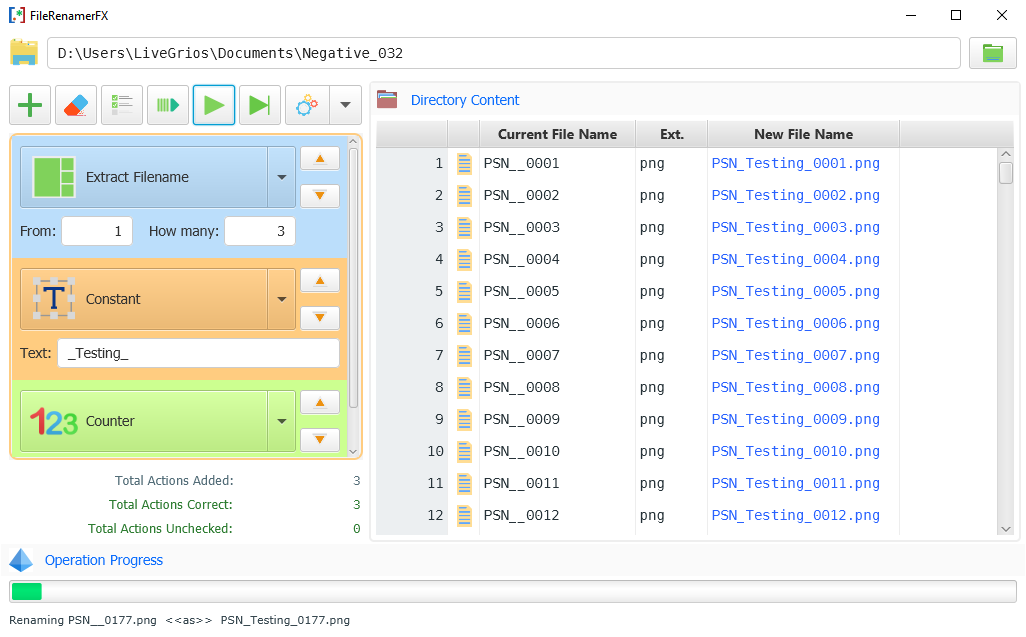 FileRenamerFX
D:\Users\LiveGrios\Documents\Negative_032
Extract Filename
From: 1 How many: 3
Constant
Text: _Testing_
Counter
Total Actions Added: 3
Total Actions Correct: 3
Total Actions Unchecked: 0
Directory Content
Current File Name Ext. New File Name
1 PSN__0001 png PSN_Testing_0001.png
2 PSN__0002 png PSN_Testing_0002.png
3 PSN__0003 png PSN_Testing_0003.png
4 PSN__0004 png PSN_Testing_0004.png
5 PSN__0005 png PSN_Testing_0005.png
6 PSN__0006 png PSN_Testing_0006.png
7 PSN__0007 png PSN_Testing_0007.png
8 PSN__0008 png PSN_Testing_0008.png
9 PSN__0009 png PSN_Testing_0009.png
10 PSN__0010 png PSN_Testing_0010.png
11 PSN__0011 png PSN_Testing_0011.png
12 PSN__0012 png PSN_Testing_0012.png
Operation Progress
Renaming PSN__0177.png <<as>> PSN_Testing_0177.png